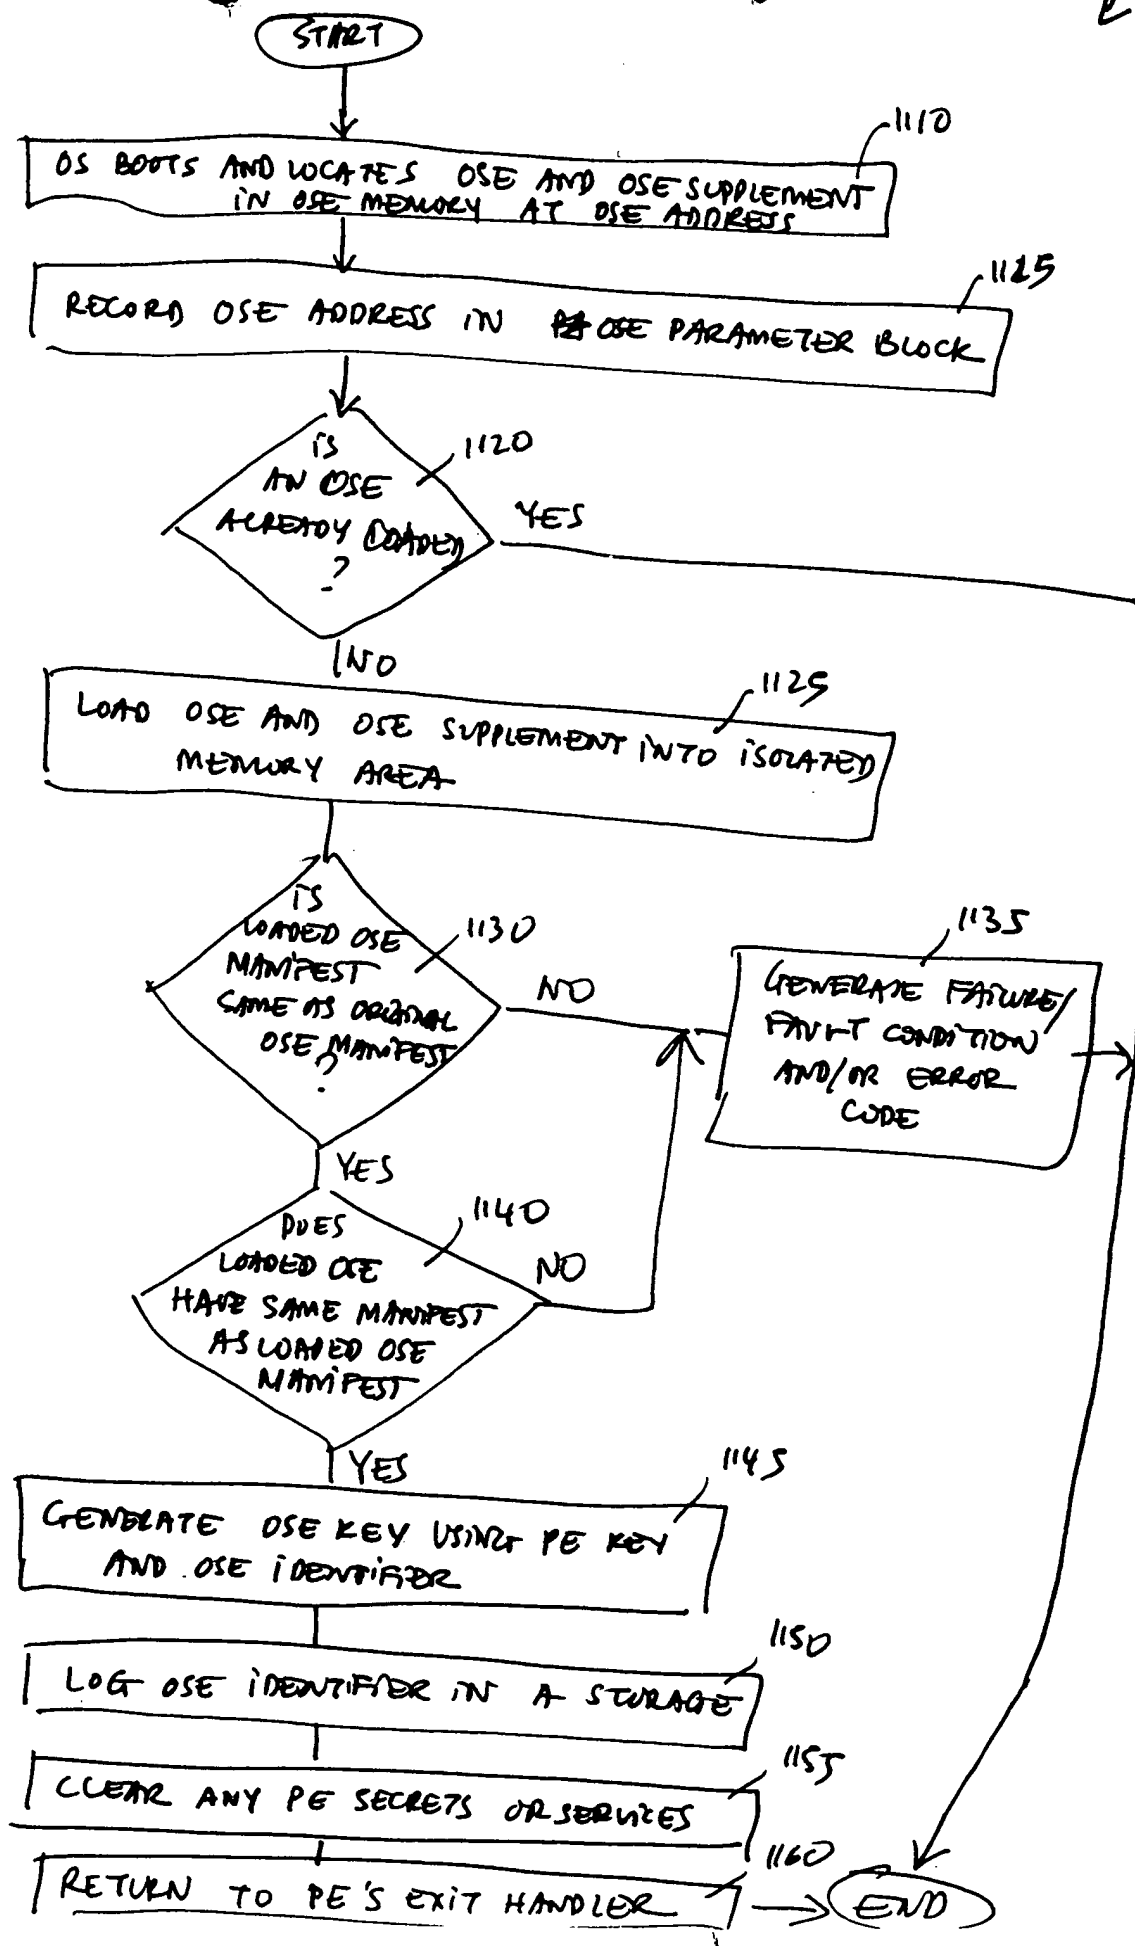 START
1110
OS BOOTS AND LOCATES OSE AND OSE SUPPLEMENT
IN OSE MEMORY AT OSE ADDRESS
1125
RECORD OSE ADDRESS IN OSE PARAMETER BLOCK
1120
IS
AN OSE
ALREADY LOADED
?
YES
NO
1125
LOAD OSE AND OSE SUPPLEMENT INTO ISOLATED
MEMORY AREA
1130
IS
LOADED OSE
MANIFEST
SAME AS ORIGINAL
OSE MANIFEST
?
NO
YES
1135
GENERATE FAILURE/
FAULT CONDITION
AND/OR ERROR
CODE
1140
DOES
LOADED OSE
HAVE SAME MANIFEST
AS LOADED OSE
MANIFEST
NO
YES
1145
GENERATE OSE KEY USING PE KEY
AND OSE IDENTIFIER
1150
LOG OSE IDENTIFIER IN A STORAGE
1155
CLEAR ANY PE SECRETS OR SERVICES
1160
RETURN TO PE'S EXIT HANDLER
END